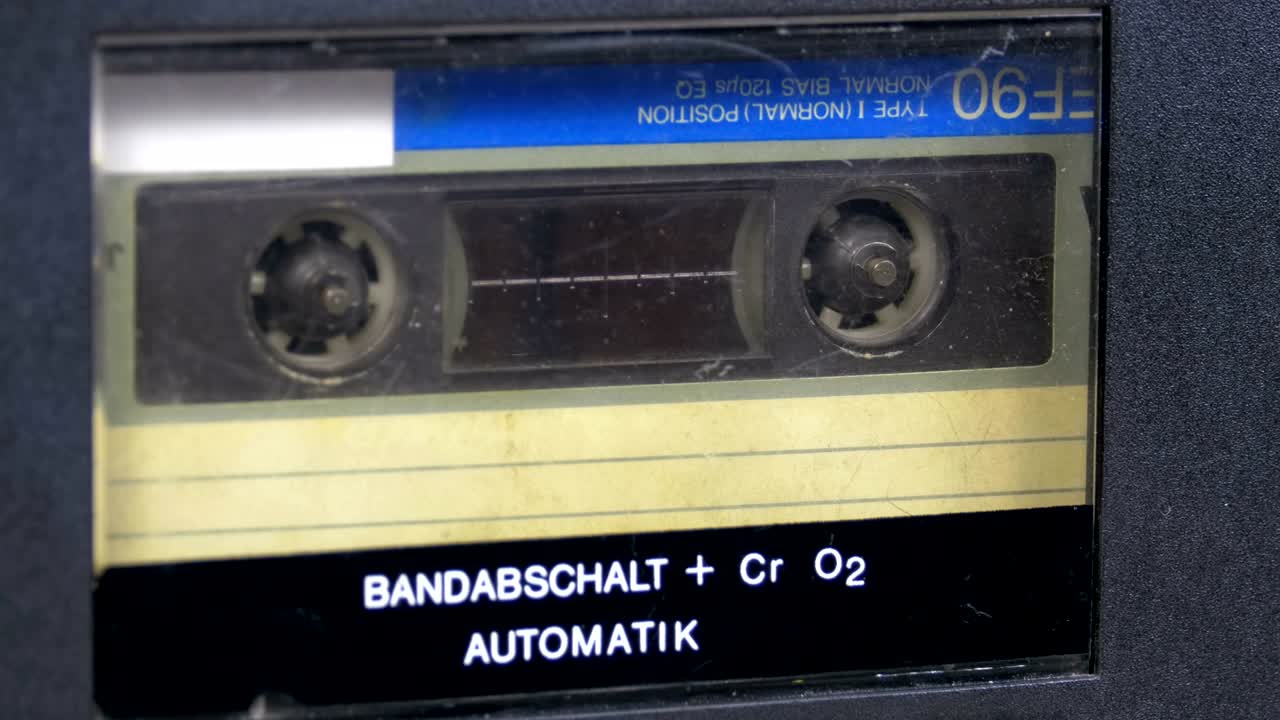 EF90
TYPE I (NORMAL) POSITION
NORMAL BIAS 120µs EQ
BANDABSCHALT + Cr O2
AUTOMATIK